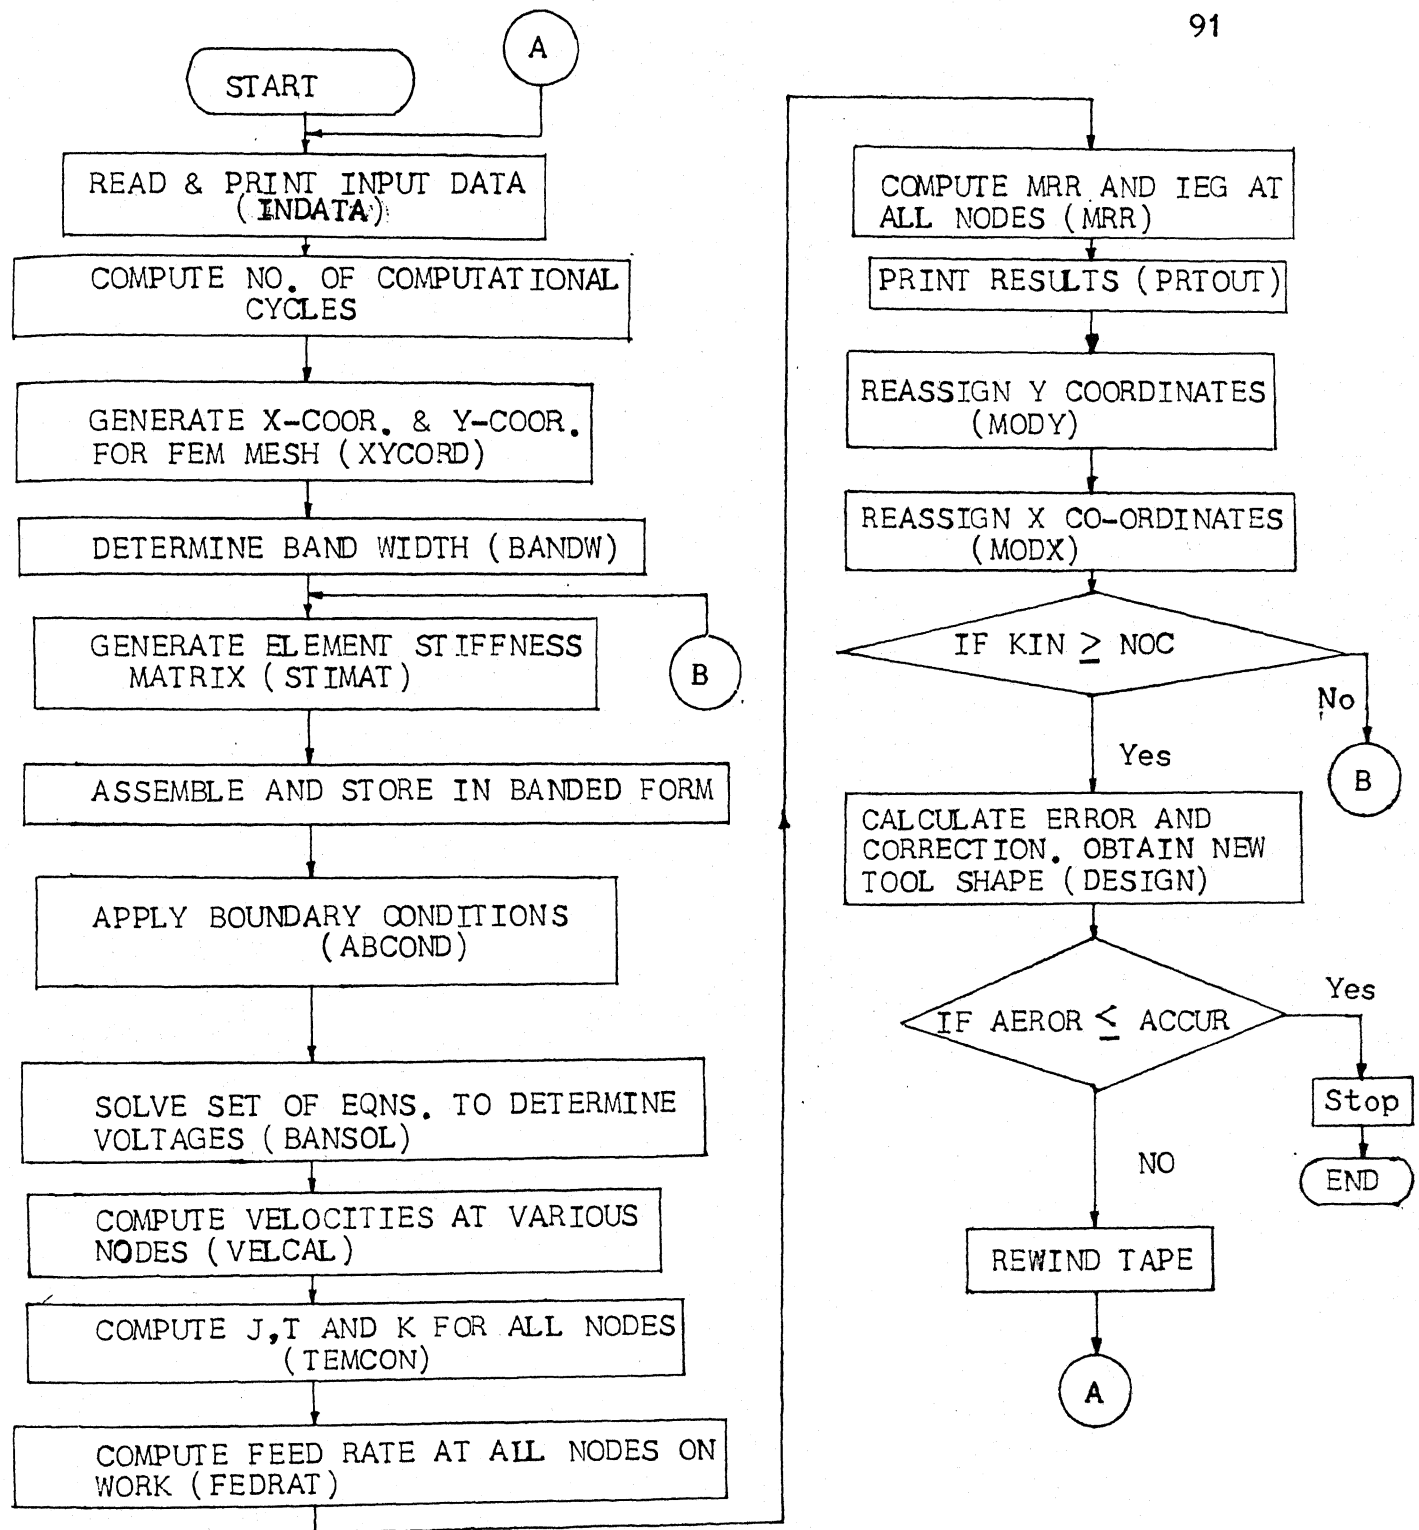 91
A
START
READ & PRINT INPUT DATA
(INDATA)
COMPUTE NO. OF COMPUTATIONAL
CYCLES
GENERATE X-COOR. & Y-COOR.
FOR FEM MESH (XYCORD)
DETERMINE BAND WIDTH (BANDW)
GENERATE ELEMENT STIFFNESS
MATRIX (STIMAT)
B
ASSEMBLE AND STORE IN BANDED FORM
APPLY BOUNDARY CONDITIONS
(ABCOND)
SOLVE SET OF EQNS. TO DETERMINE
VOLTAGES (BANSOL)
COMPUTE VELOCITIES AT VARIOUS
NODES (VELCAL)
COMPUTE J,T AND K FOR ALL NODES
(TEMCON)
COMPUTE FEED RATE AT ALL NODES ON
WORK (FEDRAT)
COMPUTE MRR AND IEG AT
ALL NODES (MRR)
PRINT RESULTS (PRTOUT)
REASSIGN Y COORDINATES
(MODY)
REASSIGN X CO-ORDINATES
(MODX)
IF KIN ≥ NOC
No
B
Yes
CALCULATE ERROR AND
CORRECTION. OBTAIN NEW
TOOL SHAPE (DESIGN)
IF AEROR ≤ ACCUR
Yes
Stop
END
NO
REWIND TAPE
A